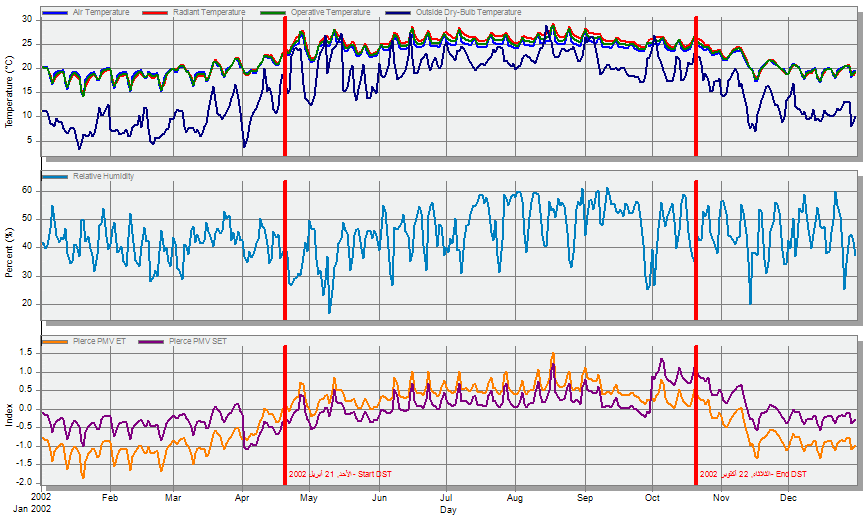 Air Temperature Radiant Temperature Operative Temperature Outside Dry-Bulb Temperature
30
25
20
15
10
5
Temperature (°C)
Relative Humidity
60
50
40
30
20
Percent (%)
Pierce PMV ET Pierce PMV SET
1.5
1.0
0.5
0.0
-0.5
-1.0
-1.5
-2.0
Index
الأحد, 21 أبريل 2002 - Start DST
الثلاثاء, 22 أكتوبر 2002 - End DST
2002 Feb Mar Apr May Jun Jul Aug Sep Oct Nov Dec
Jan 2002
Day